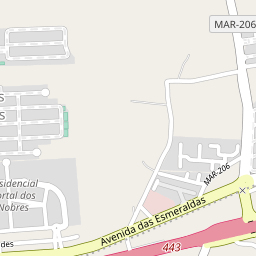 MAR-206
S
S
MAR-206
sidencial
ortal dos
Nobres
Avenida das Esmeraldas
des
443